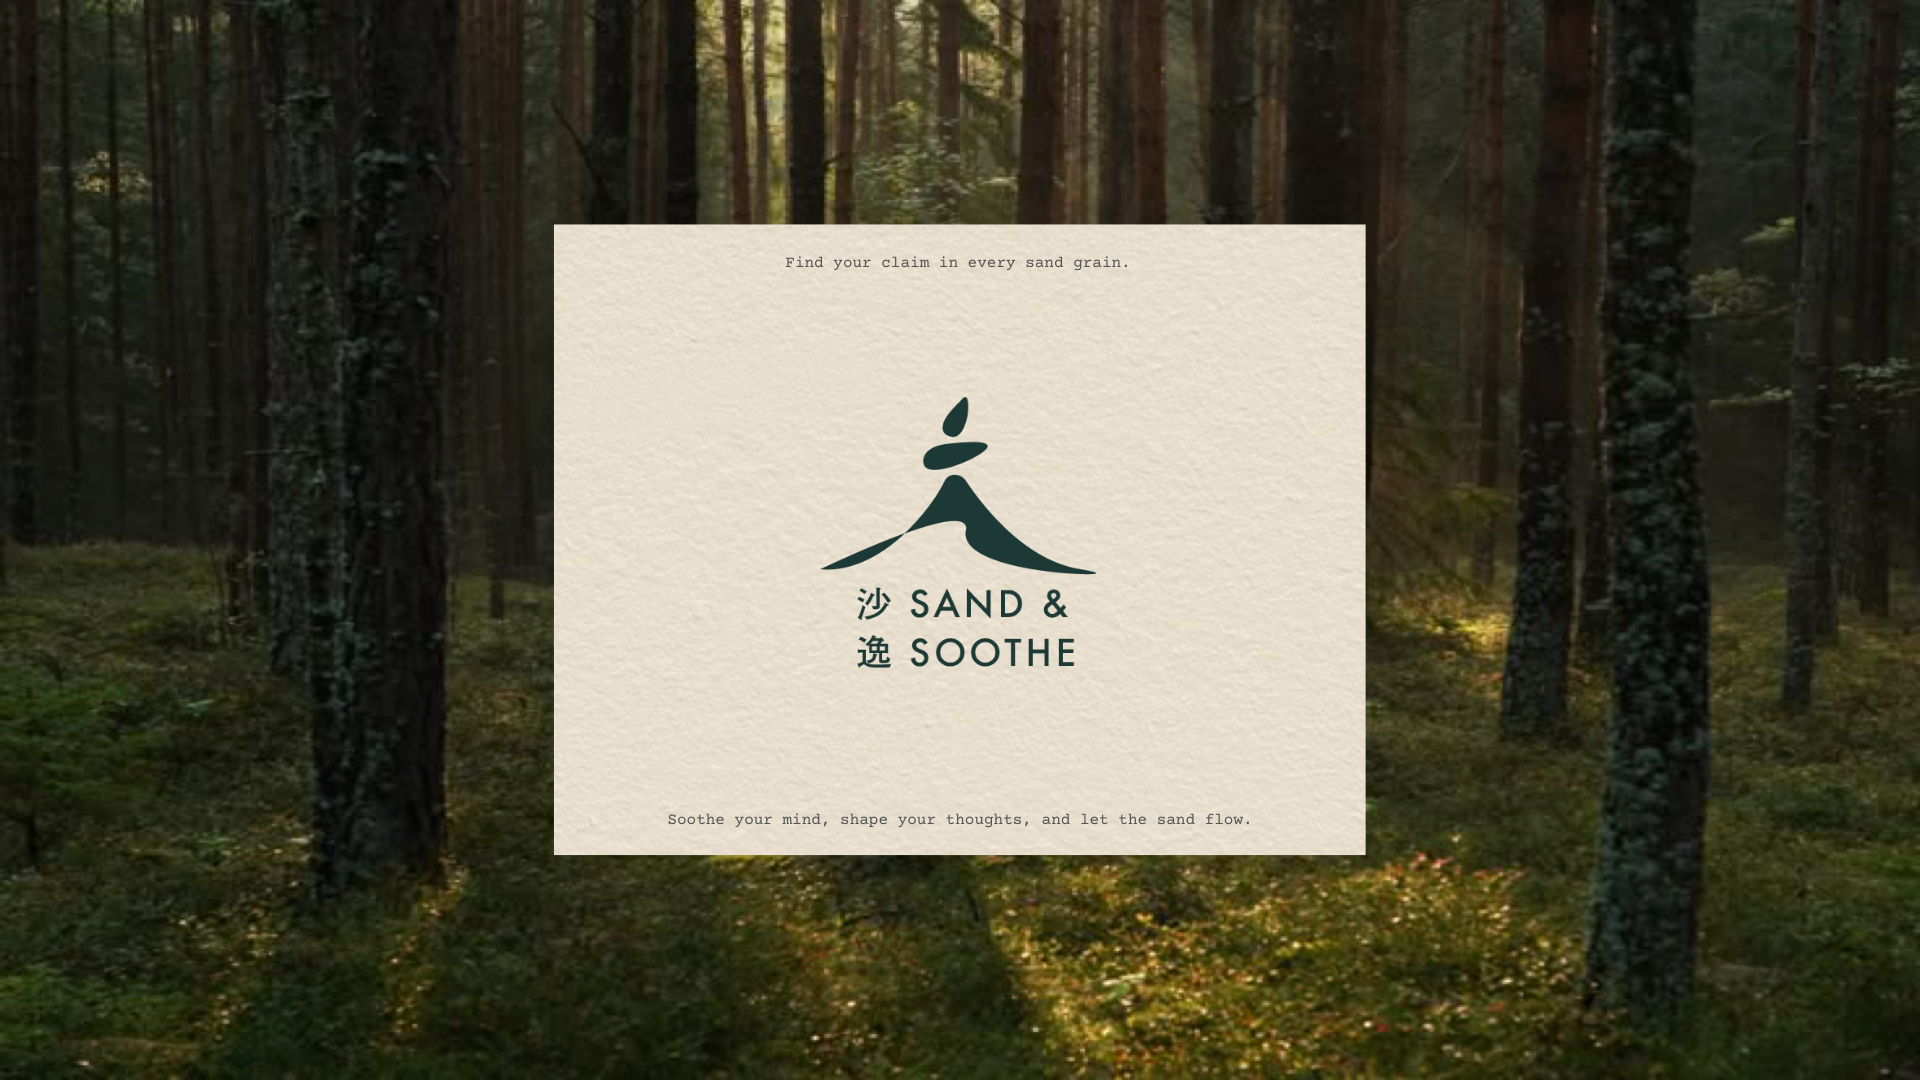 Find your claim in every sand grain.
沙 SAND &
逸 SOOTHE
Soothe your mind, shape your thoughts, and let the sand flow.